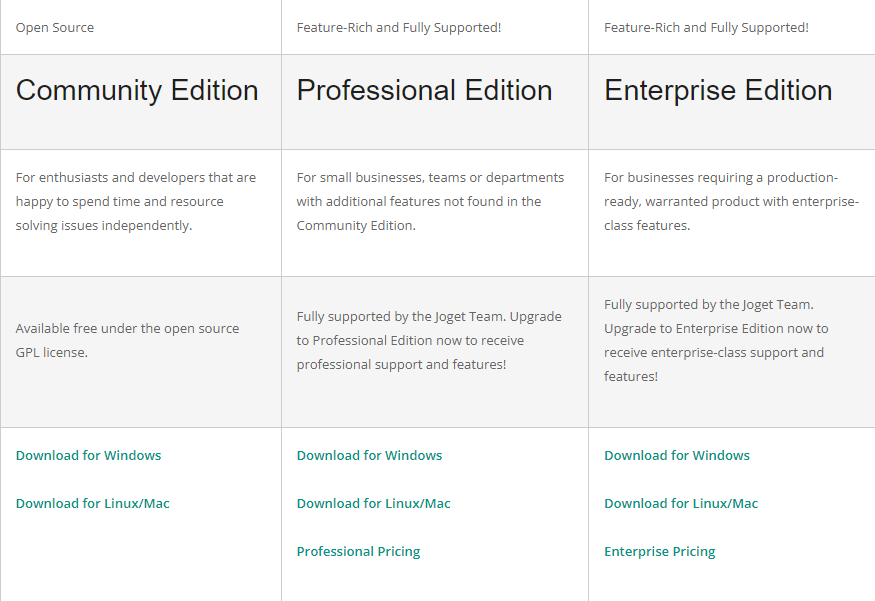 Open Source
Feature-Rich and Fully Supported!
Feature-Rich and Fully Supported!
Community Edition
Professional Edition
Enterprise Edition
For enthusiasts and developers that are
happy to spend time and resource
solving issues independently.
For small businesses, teams or departments
with additional features not found in the
Community Edition.
For businesses requiring a production-
ready, warranted product with enterprise-
class features.
Available free under the open source
GPL license.
Fully supported by the Joget Team. Upgrade
to Professional Edition now to receive
professional support and features!
Fully supported by the Joget Team.
Upgrade to Enterprise Edition now to
receive enterprise-class support and
features!
Download for Windows
Download for Linux/Mac
Download for Windows
Download for Linux/Mac
Professional Pricing
Download for Windows
Download for Linux/Mac
Enterprise Pricing